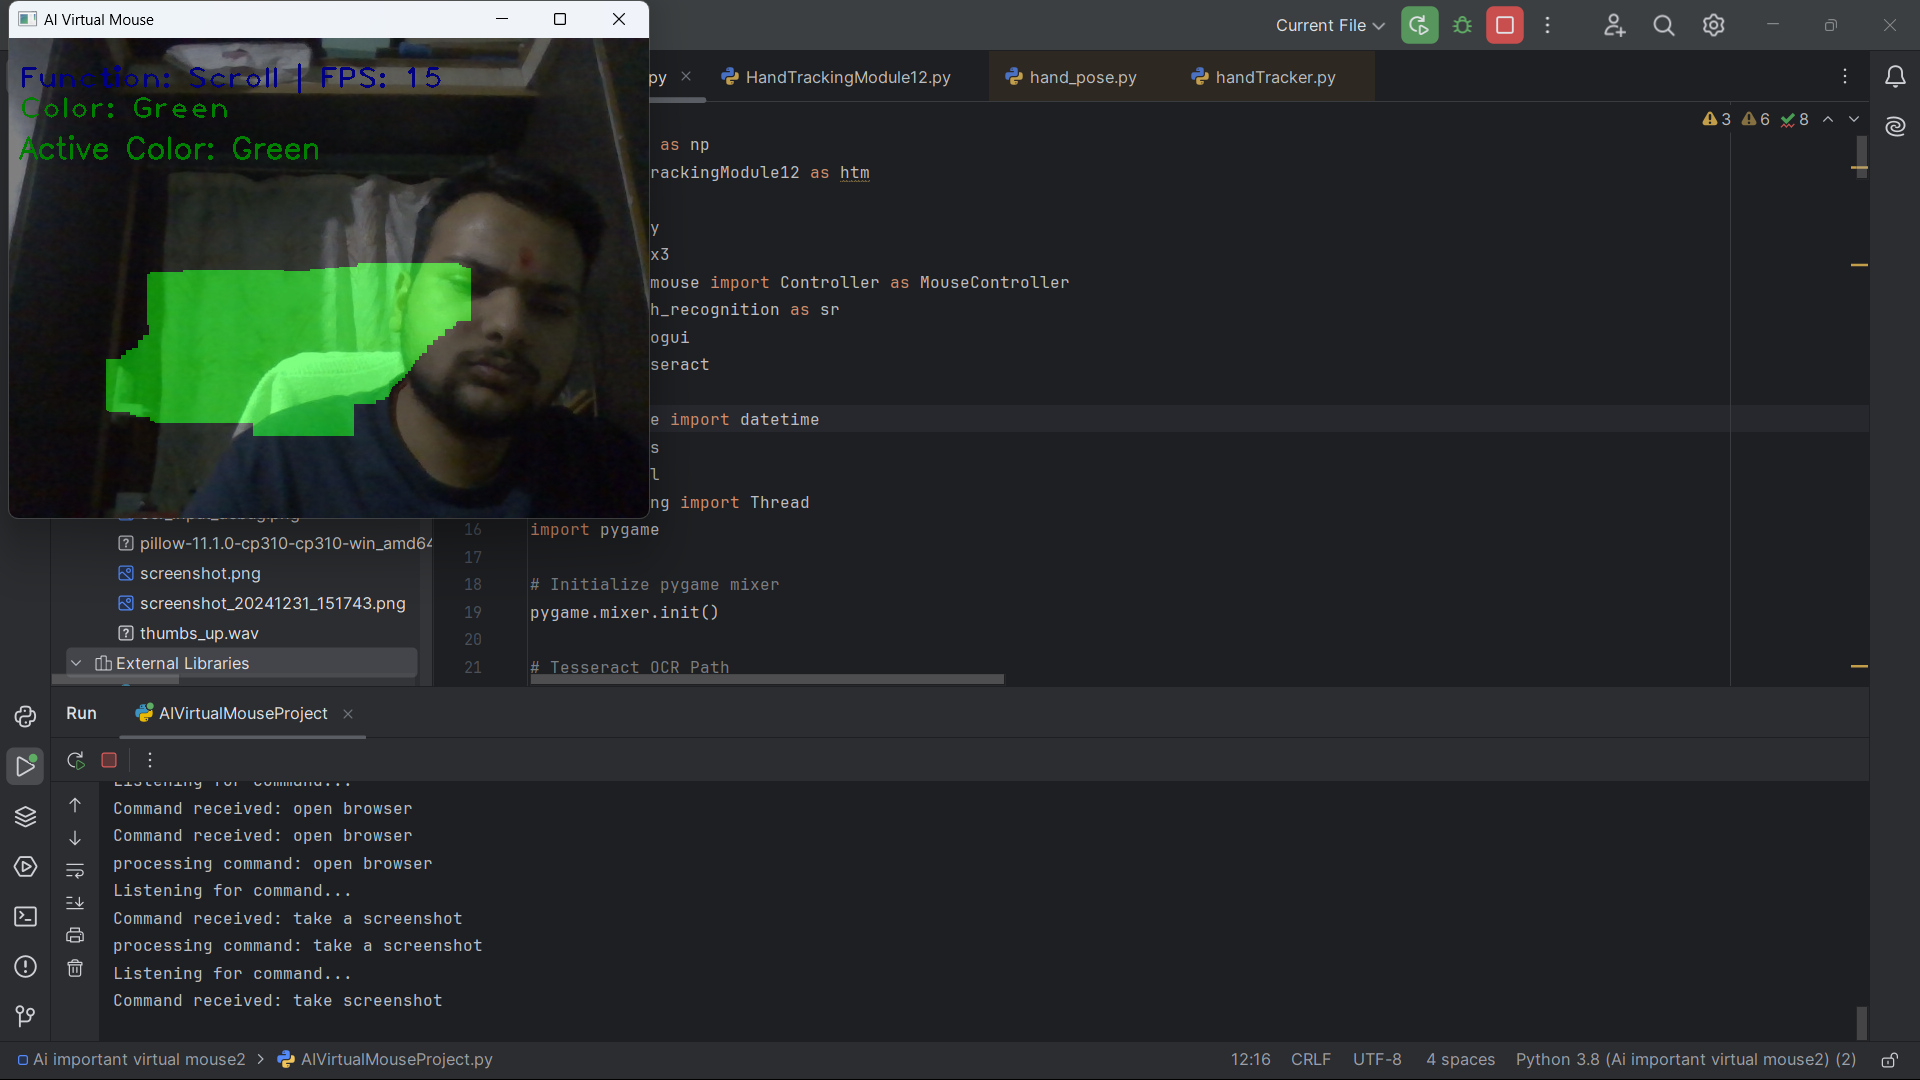 AI Virtual Mouse
Current File
Function: Scroll | FPS: 15
Color: Green
Active Color: Green
py
HandTrackingModule12.py
hand_pose.py
handTracker.py
3 6 8
as np
rackingModule12 as htm
y
x3
mouse import Controller as MouseController
h_recognition as sr
ogui
seract
e import datetime
s
l
ng import Thread
16 import pygame
17
18 # Initialize pygame mixer
19 pygame.mixer.init()
20
21 # Tesseract OCR Path
pillow-11.1.0-cp310-cp310-win_amd64
screenshot.png
screenshot_20241231_151743.png
thumbs_up.wav
External Libraries
Run AIVirtualMouseProject
Listening for command...
Command received: open browser
Command received: open browser
processing command: open browser
Listening for command...
Command received: take a screenshot
processing command: take a screenshot
Listening for command...
Command received: take screenshot
Ai important virtual mouse2 > AIVirtualMouseProject.py
12:16 CRLF UTF-8 4 spaces Python 3.8 (Ai important virtual mouse2) (2)